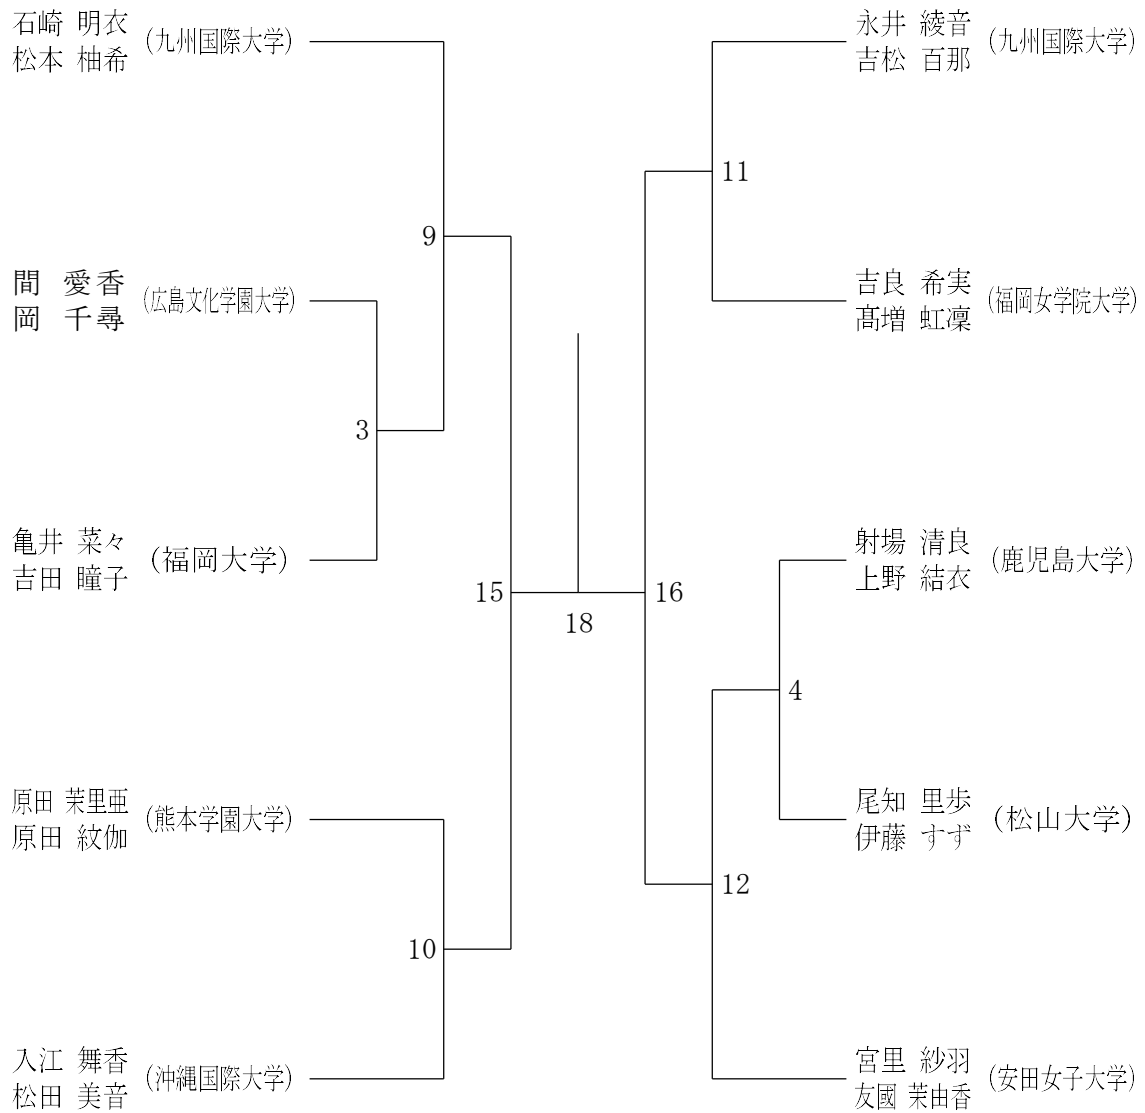 石崎 明衣
松本 柚希
(九州国際大学)
9
間 愛香
岡 千尋
(広島文化学園大学)
3
亀井 菜々
吉田 瞳子
(福岡大学)
15
原田 茉里亜
原田 紋伽
(熊本学園大学)
10
入江 舞香
松田 美音
(沖縄国際大学)
18
永井 綾音
吉松 百那
(九州国際大学)
11
吉良 希実
髙増 虹凜
(福岡女学院大学)
16
射場 清良
上野 結衣
(鹿児島大学)
4
尾知 里歩
伊藤 すず
(松山大学)
12
宮里 紗羽
友國 茉由香
(安田女子大学)